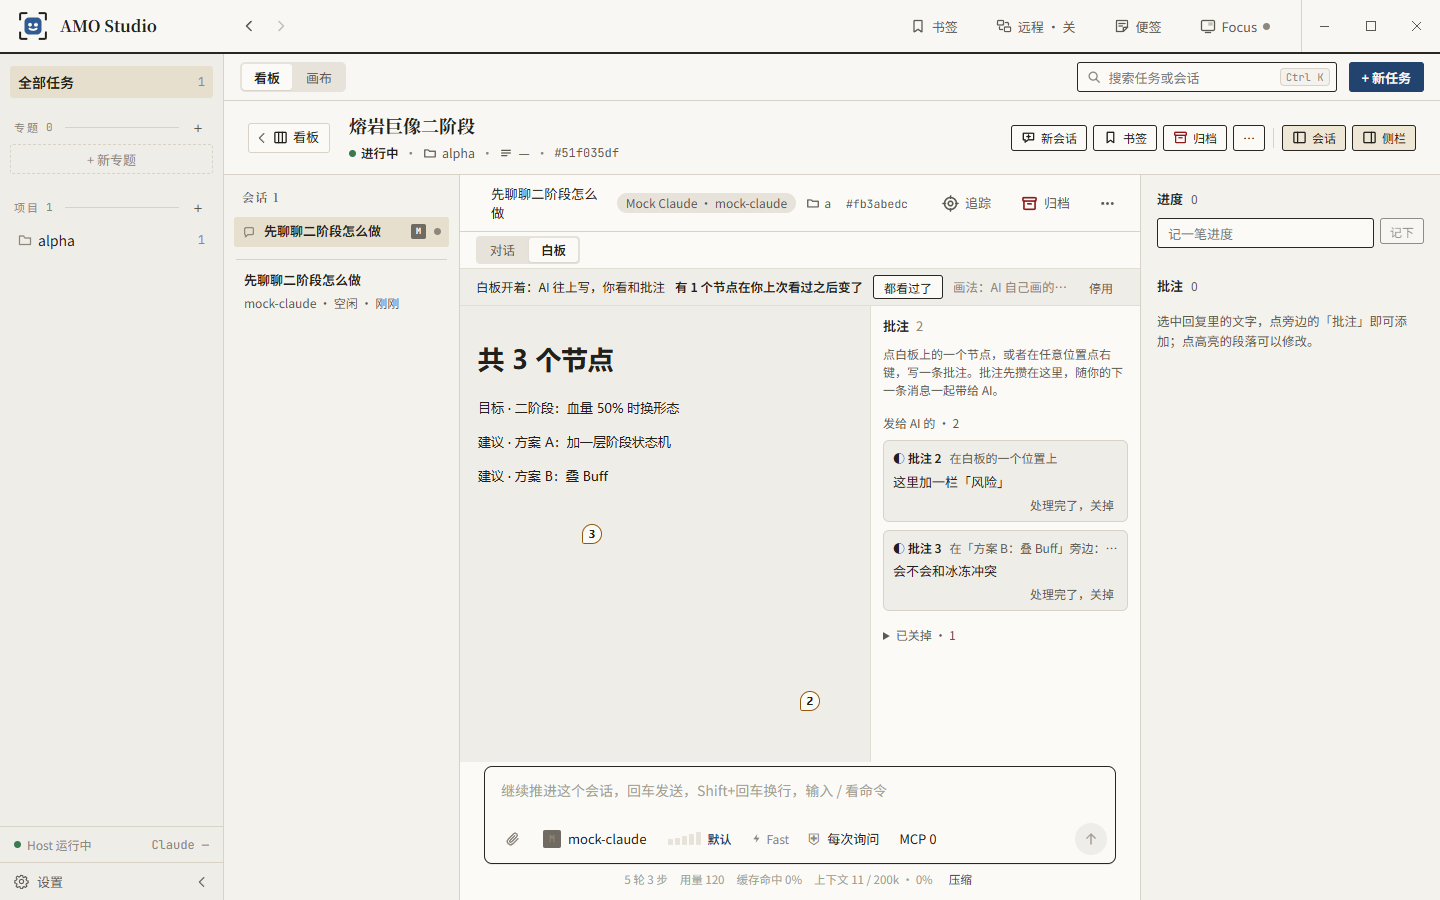 AMO Studio
书签
远程 • 关
便签
Focus
全部任务 1
看板 画布
搜索任务或会话 Ctrl K
+ 新任务
专题 0 +
+ 新专题
项目 1 +
alpha 1
看板
熔岩巨像二阶段
进行中 • alpha • — • #51f035df
新会话 书签 归档 ··· 会话 侧栏
会话 1
先聊聊二阶段怎么做 M
先聊聊二阶段怎么做
mock-claude • 空闲 • 刚刚
先聊聊二阶段怎么
做
Mock Claude • mock-claude a #fb3abedc
追踪 归档 •••
对话 白板
白板开着：AI 往上写，你看和批注 有 1 个节点在你上次看过之后变了 都看过了 画法：AI 自己画的… 停用
共 3 个节点
目标 · 二阶段：血量 50% 时换形态
建议 · 方案 A：加一层阶段状态机
建议 · 方案 B：叠 Buff
3
2
批注 2
点白板上的一个节点，或者在任意位置点右
键，写一条批注。批注先攒在这里，随你的下
一条消息一起带给 AI。
发给 AI 的 • 2
批注 2 在白板的一个位置上
这里加一栏「风险」
处理完了，关掉
批注 3 在「方案 B：叠 Buff」旁边：…
会不会和冰冻冲突
处理完了，关掉
已关掉 • 1
继续推进这个会话，回车发送，Shift+回车换行，输入 / 看命令
M mock-claude 默认 Fast 每次询问 MCP 0
5 轮 3 步 用量 120 缓存命中 0% 上下文 11 / 200k • 0% 压缩
进度 0
记一笔进度 记下
批注 0
选中回复里的文字，点旁边的「批注」即可添
加；点高亮的段落可以修改。
Host 运行中 Claude —
设置